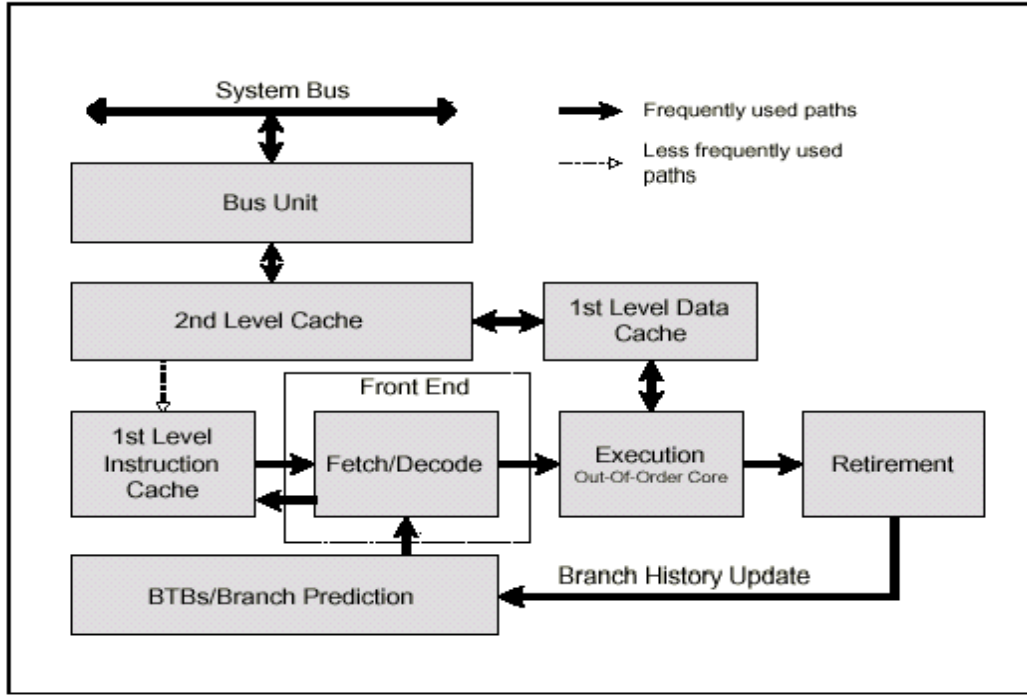 System Bus
Frequently used paths
Less frequently used
paths
Bus Unit
2nd Level Cache
1st Level Data
Cache
Front End
1st Level
Instruction
Cache
Fetch/Decode
Execution
Out-Of-Order Core
Retirement
BTBs/Branch Prediction
Branch History Update